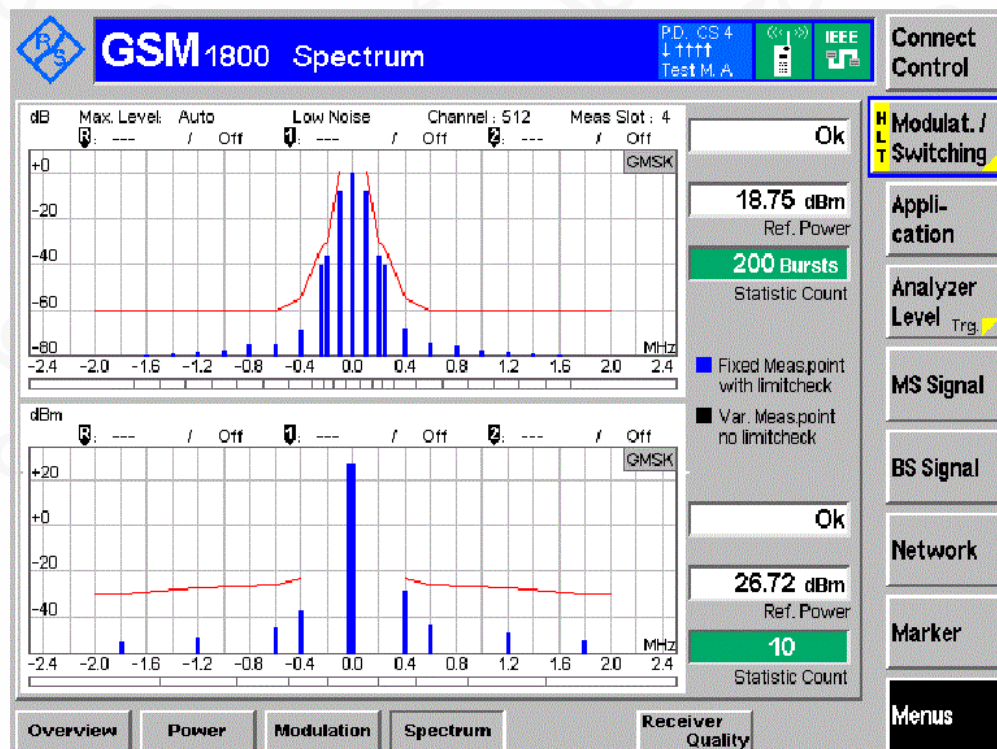 R/S
GSM 1800 Spectrum
P.D. CS 4
↓ ↑↑↑↑
Test M. A.
IEEE
Connect
Control
dB Max. Level: Auto Low Noise Channel : 512 Meas Slot : 4
R: --- / Off 1: --- / Off 2: --- / Off
GMSK
+0
-20
-40
-60
-80
MHz
-2.4 -2.0 -1.6 -1.2 -0.8 -0.4 0.0 0.4 0.8 1.2 1.6 2.0 2.4
Ok
18.75 dBm
Ref. Power
200 Bursts
Statistic Count
Fixed Meas.point
with limitcheck
Var. Meas.point
no limitcheck
dBm
R: --- / Off 1: --- / Off 2: --- / Off
GMSK
+20
+0
-20
-40
MHz
-2.4 -2.0 -1.6 -1.2 -0.8 -0.4 0.0 0.4 0.8 1.2 1.6 2.0 2.4
Ok
26.72 dBm
Ref. Power
10
Statistic Count
HLT
Modulat. /
Switching
Appli-
cation
Analyzer
Level Trg.
MS Signal
BS Signal
Network
Marker
Menus
Overview Power Modulation Spectrum Receiver
Quality